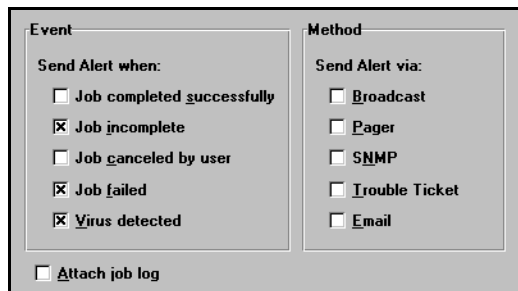 Event
Send Alert when:
Job completed successfully
Job incomplete
Job canceled by user
Job failed
Virus detected
Method
Send Alert via:
Broadcast
Pager
SNMP
Trouble Ticket
Email
Attach job log